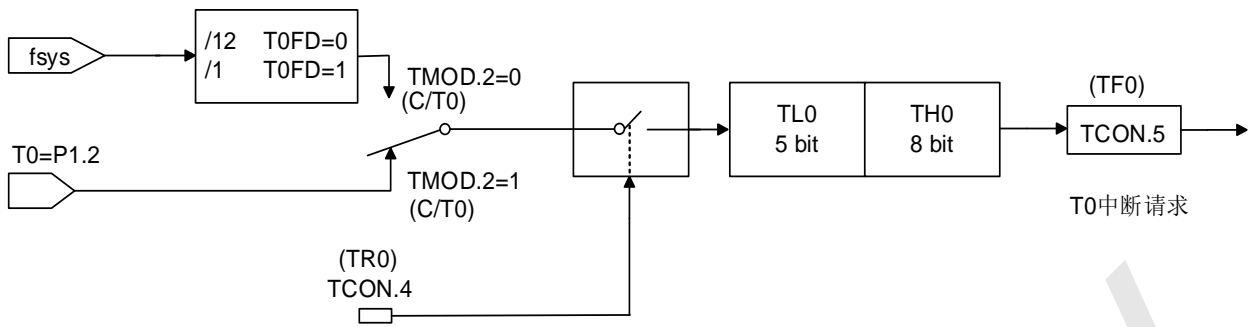 /12 T0FD=0
/1 T0FD=1
fsys
TMOD.2=0
(C/T0)
T0=P1.2
TMOD.2=1
(C/T0)
(TR0)
TCON.4
TL0
5 bit
TH0
8 bit
(TF0)
TCON.5
T0中断请求